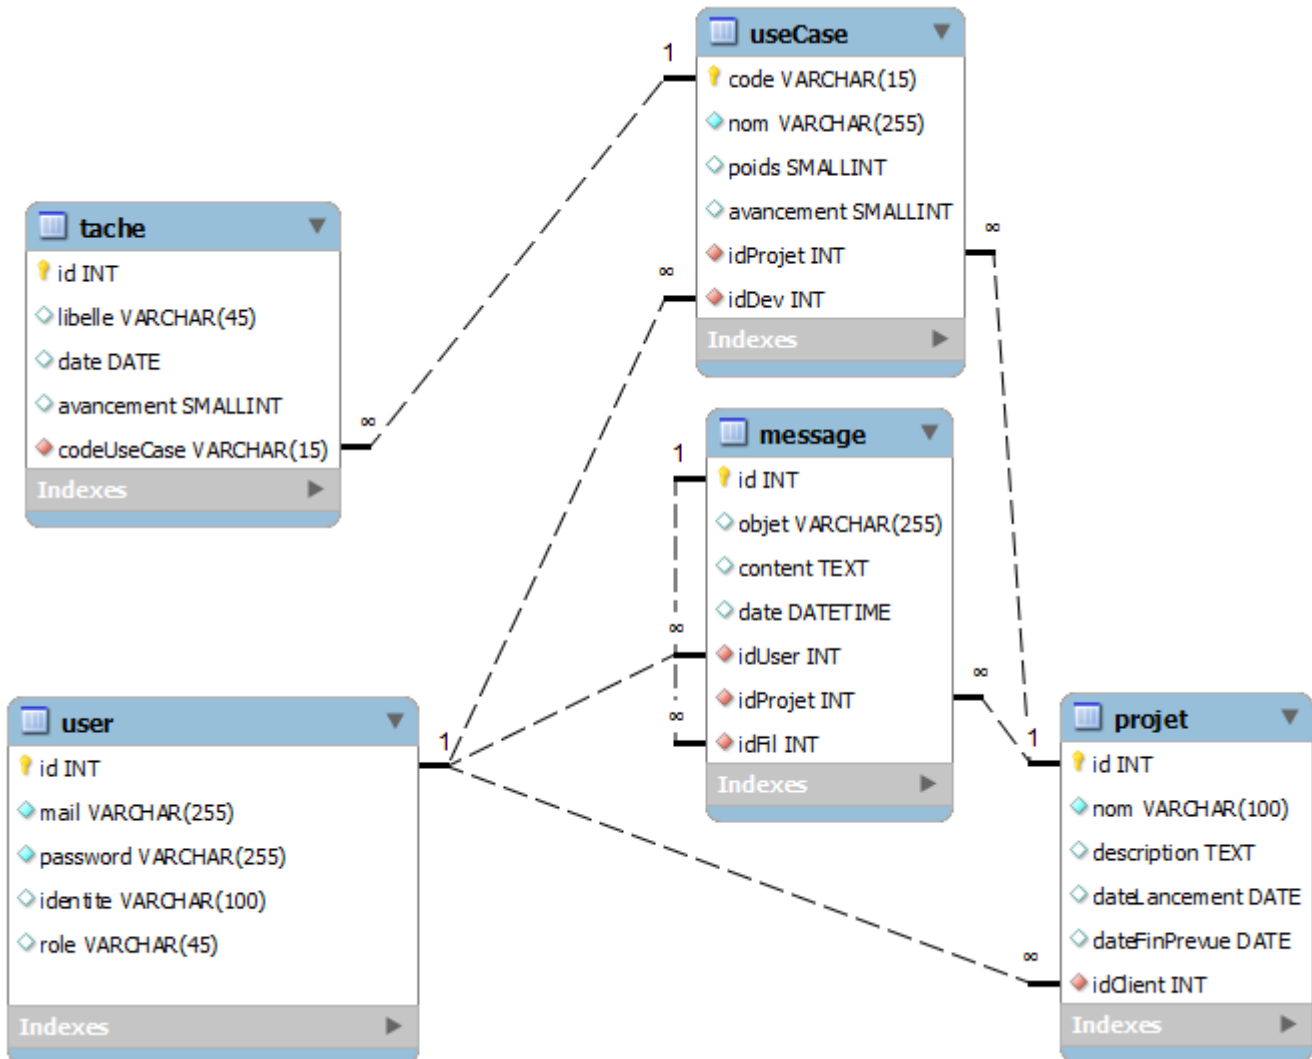 useCase
code VARCHAR(15)
nom VARCHAR(255)
poids SMALLINT
avancement SMALLINT
idProjet INT
idDev INT
Indexes
1
∞
∞
tache
id INT
libelle VARCHAR(45)
date DATE
avancement SMALLINT
codeUseCase VARCHAR(15)
Indexes
∞
message
id INT
objet VARCHAR(255)
content TEXT
date DATETIME
idUser INT
idProjet INT
idFil INT
Indexes
1
∞
∞
∞
user
id INT
mail VARCHAR(255)
password VARCHAR(255)
identite VARCHAR(100)
role VARCHAR(45)
Indexes
1
projet
id INT
nom VARCHAR(100)
description TEXT
dateLancement DATE
dateFinPrevue DATE
idClient INT
Indexes
1
∞